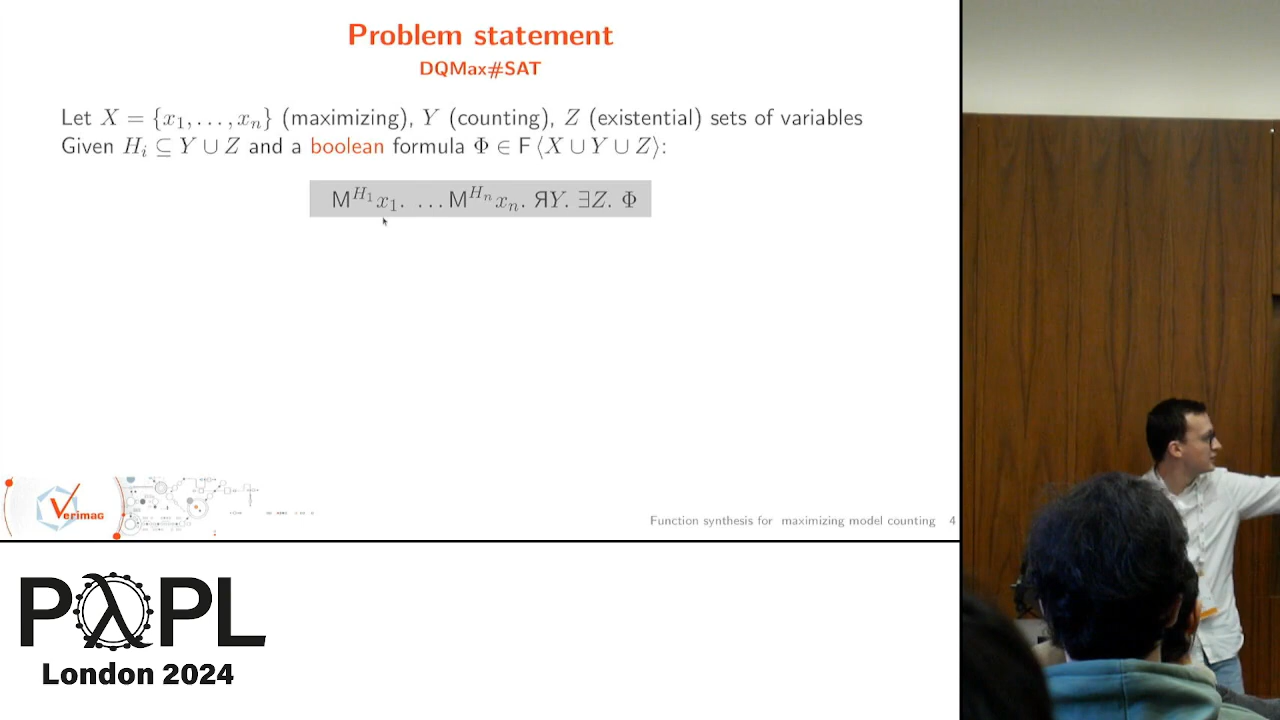 Problem statement
DQMax#SAT
Let X = {x₁, . . . , xₙ} (maximizing), Y (counting), Z (existential) sets of variables
Given Hᵢ ⊆ Y ∪ Z and a boolean formula Φ ∈ F ⟨X ∪ Y ∪ Z⟩:
M^{H₁}x₁. . . . M^{Hₙ}xₙ. ЯY. ∃Z. Φ
Verimag
Function synthesis for maximizing model counting 4
PλPL
London 2024